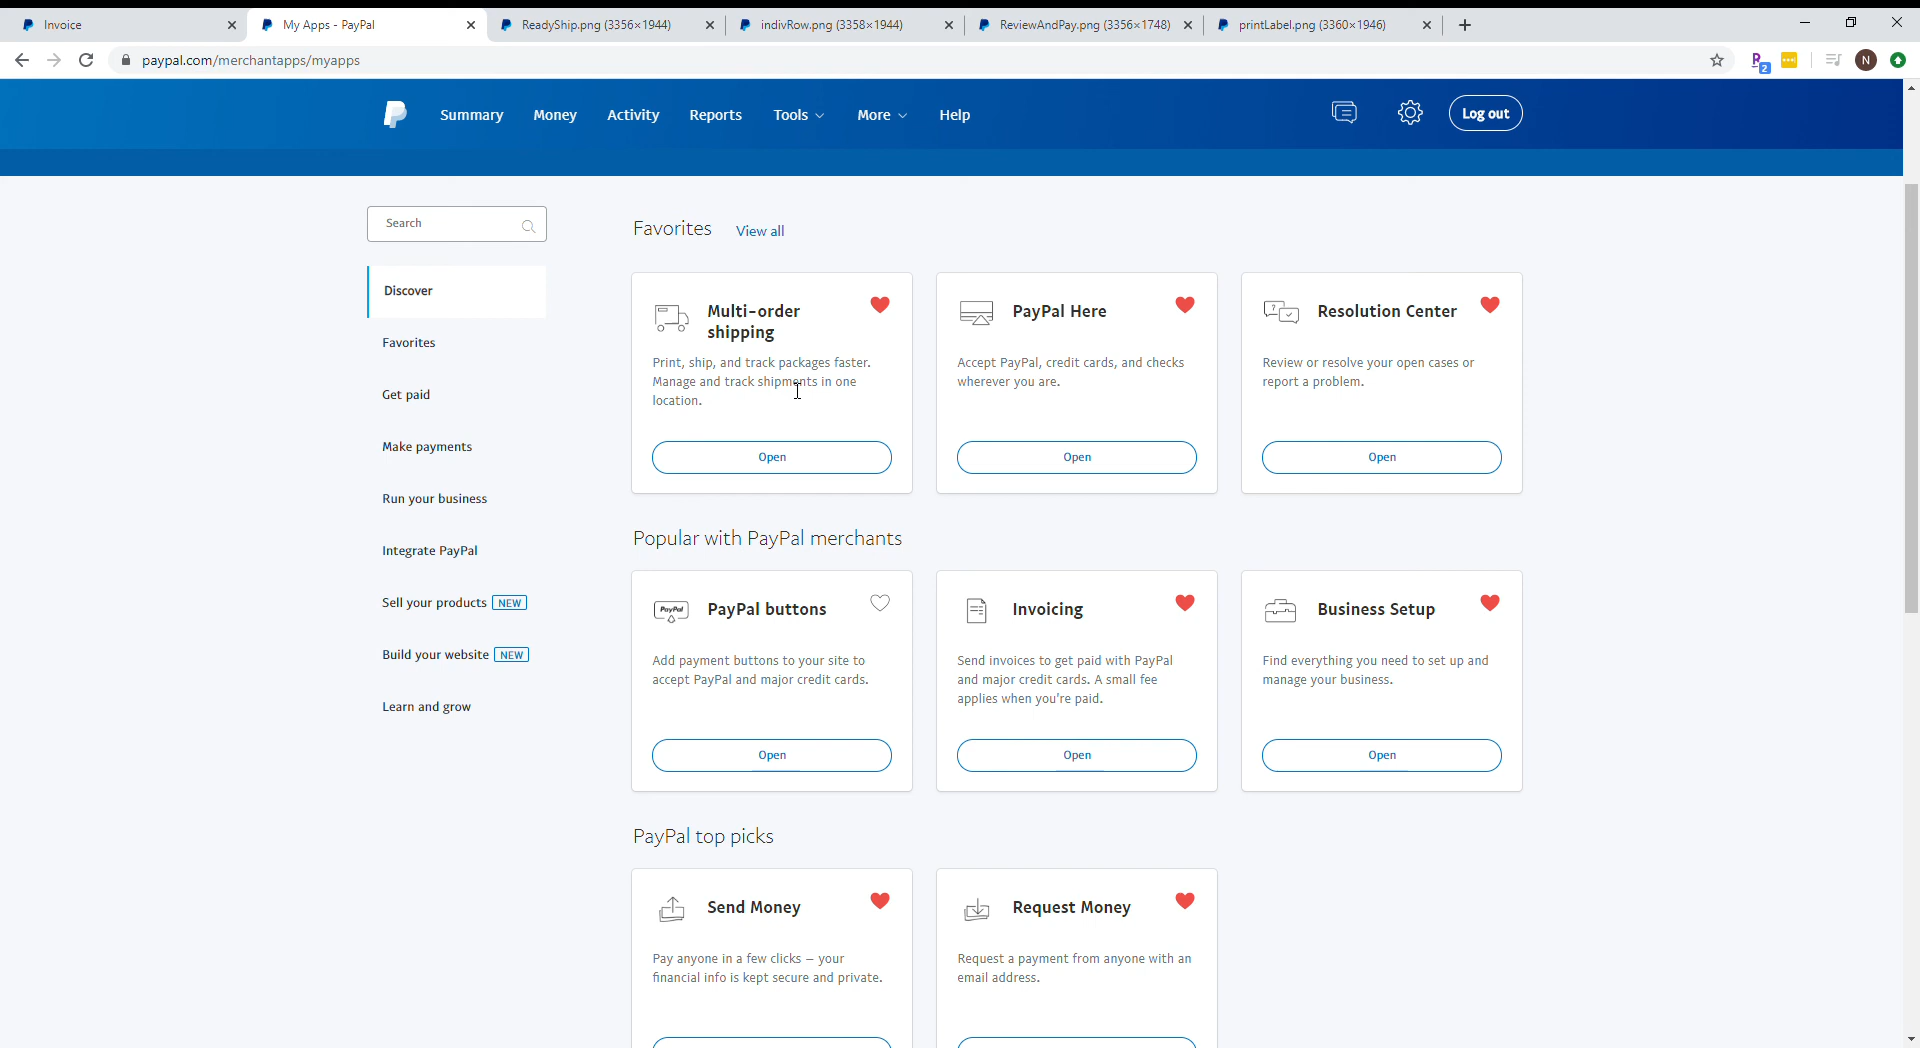 Invoice
My Apps - PayPal
ReadyShip.png (3356×1944)
indivRow.png (3358×1944)
ReviewAndPay.png (3356×1748)
printLabel.png (3360×1946)
paypal.com/merchantapps/myapps
2
N
Summary
Money
Activity
Reports
Tools
More
Help
Log out
Search
Discover
Favorites
Get paid
Make payments
Run your business
Integrate PayPal
Sell your products NEW
Build your website NEW
Learn and grow
Favorites View all
Multi-order
shipping
Print, ship, and track packages faster.
Manage and track shipments in one
location.
Open
PayPal Here
Accept PayPal, credit cards, and checks
wherever you are.
Open
Resolution Center
Review or resolve your open cases or
report a problem.
Open
Popular with PayPal merchants
PayPal
PayPal buttons
Add payment buttons to your site to
accept PayPal and major credit cards.
Open
Invoicing
Send invoices to get paid with PayPal
and major credit cards. A small fee
applies when you're paid.
Open
Business Setup
Find everything you need to set up and
manage your business.
Open
PayPal top picks
Send Money
Pay anyone in a few clicks – your
financial info is kept secure and private.
Request Money
Request a payment from anyone with an
email address.